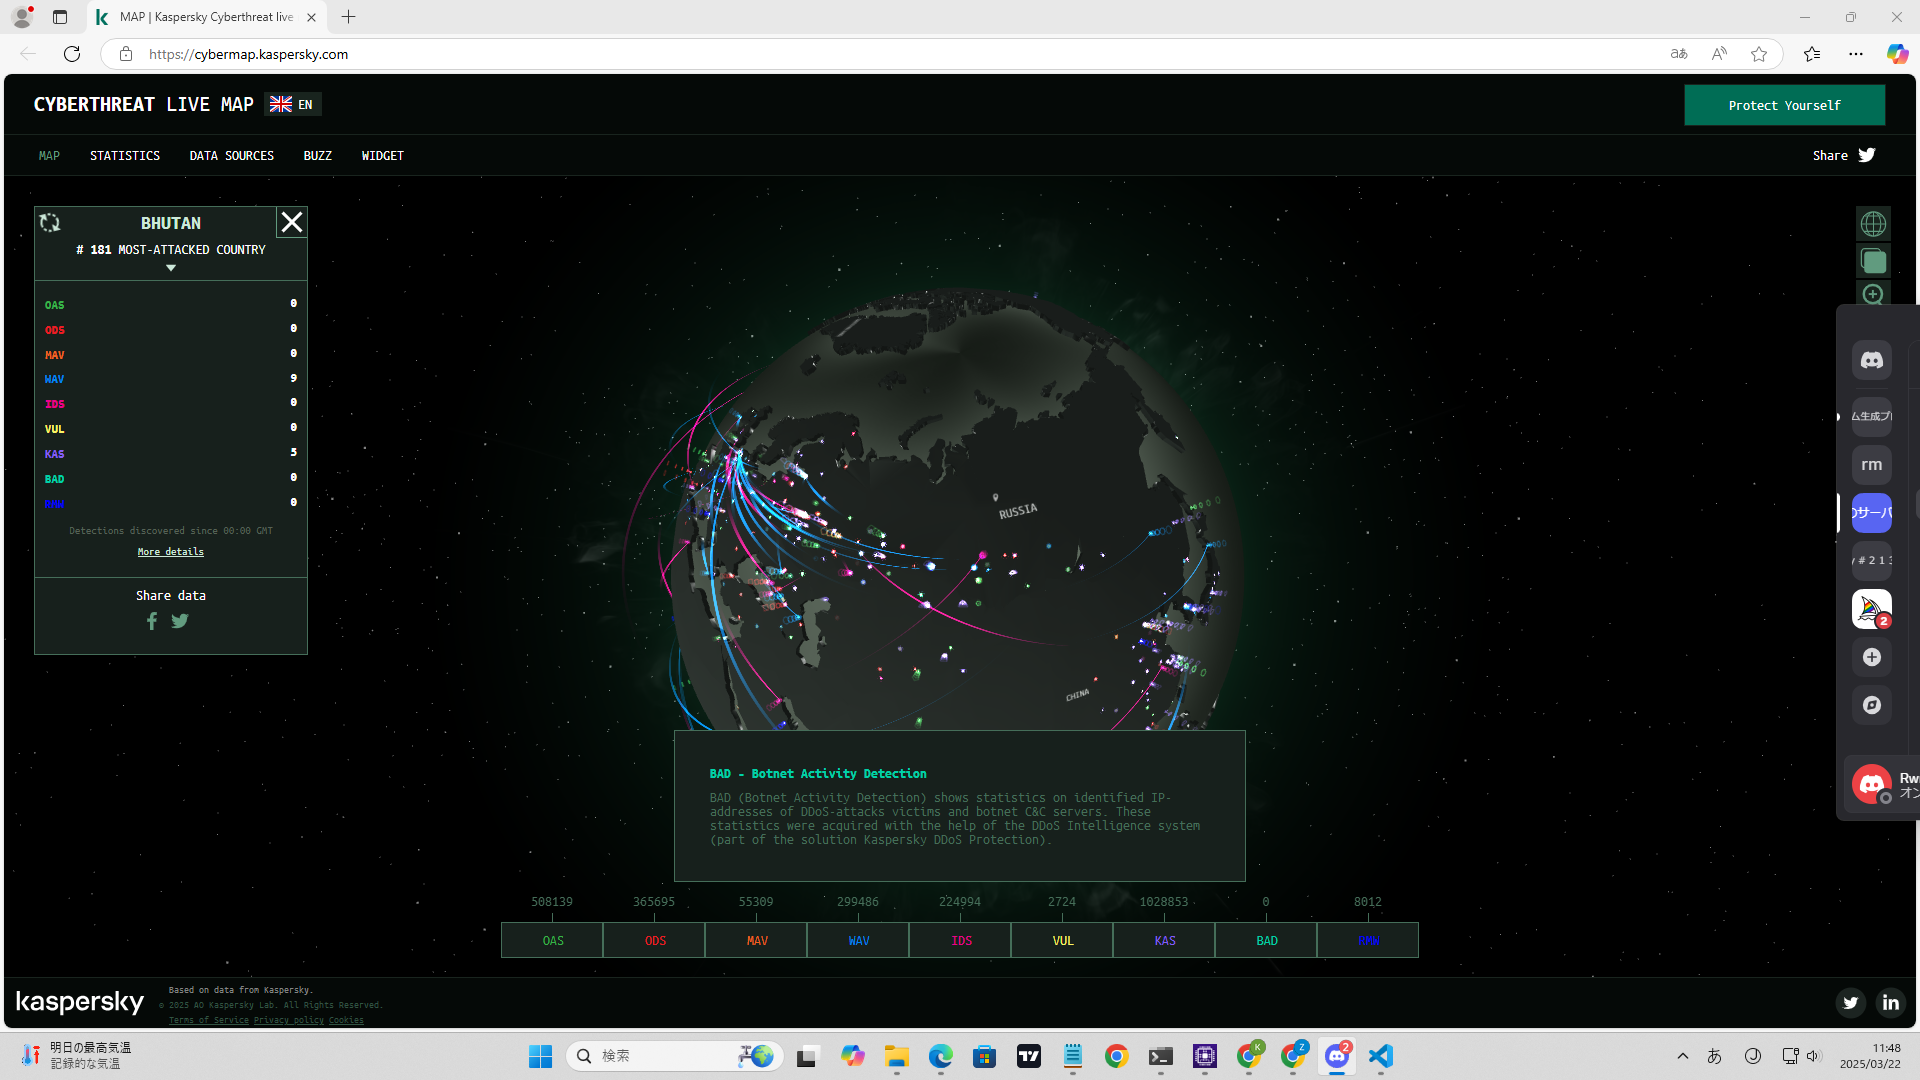 MAP | Kaspersky Cyberthreat live
https://cybermap.kaspersky.com
CYBERTHREAT LIVE MAP EN
Protect Yourself
MAP STATISTICS DATA SOURCES BUZZ WIDGET
Share
BHUTAN
# 181 MOST-ATTACKED COUNTRY
OAS 0
ODS 0
MAV 0
WAV 9
IDS 0
VUL 0
KAS 5
BAD 0
RMW 0
Detections discovered since 00:00 GMT
More details
Share data
RUSSIA
CHINA
BAD - Botnet Activity Detection
BAD (Botnet Activity Detection) shows statistics on identified IP-
addresses of DDoS-attacks victims and botnet C&C servers. These
statistics were acquired with the help of the DDoS Intelligence system
(part of the solution Kaspersky DDoS Protection).
508139 365695 55309 299486 224994 2724 1028853 0 8012
OAS ODS MAV WAV IDS VUL KAS BAD RMW
ム生成プ
rm
のサーバ
y # 2 1 3
2
オン
kaspersky
Based on data from Kaspersky.
© 2025 AO Kaspersky Lab. All Rights Reserved.
Terms of Service Privacy policy Cookies
明日の最高気温
記録的な気温
検索
K
Z
2
あ
11:48
2025/03/22